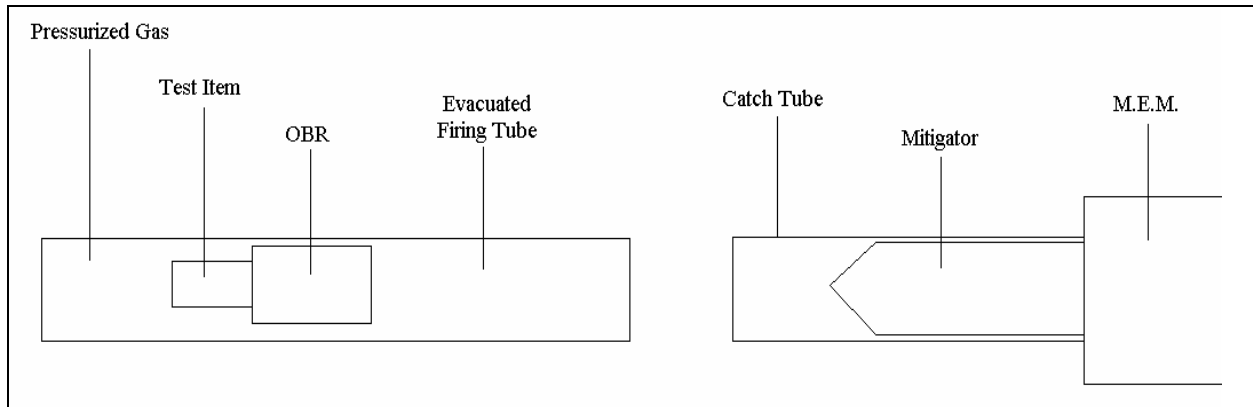 Pressurized Gas
Test Item
OBR
Evacuated
Firing Tube
Catch Tube
Mitigator
M.E.M.